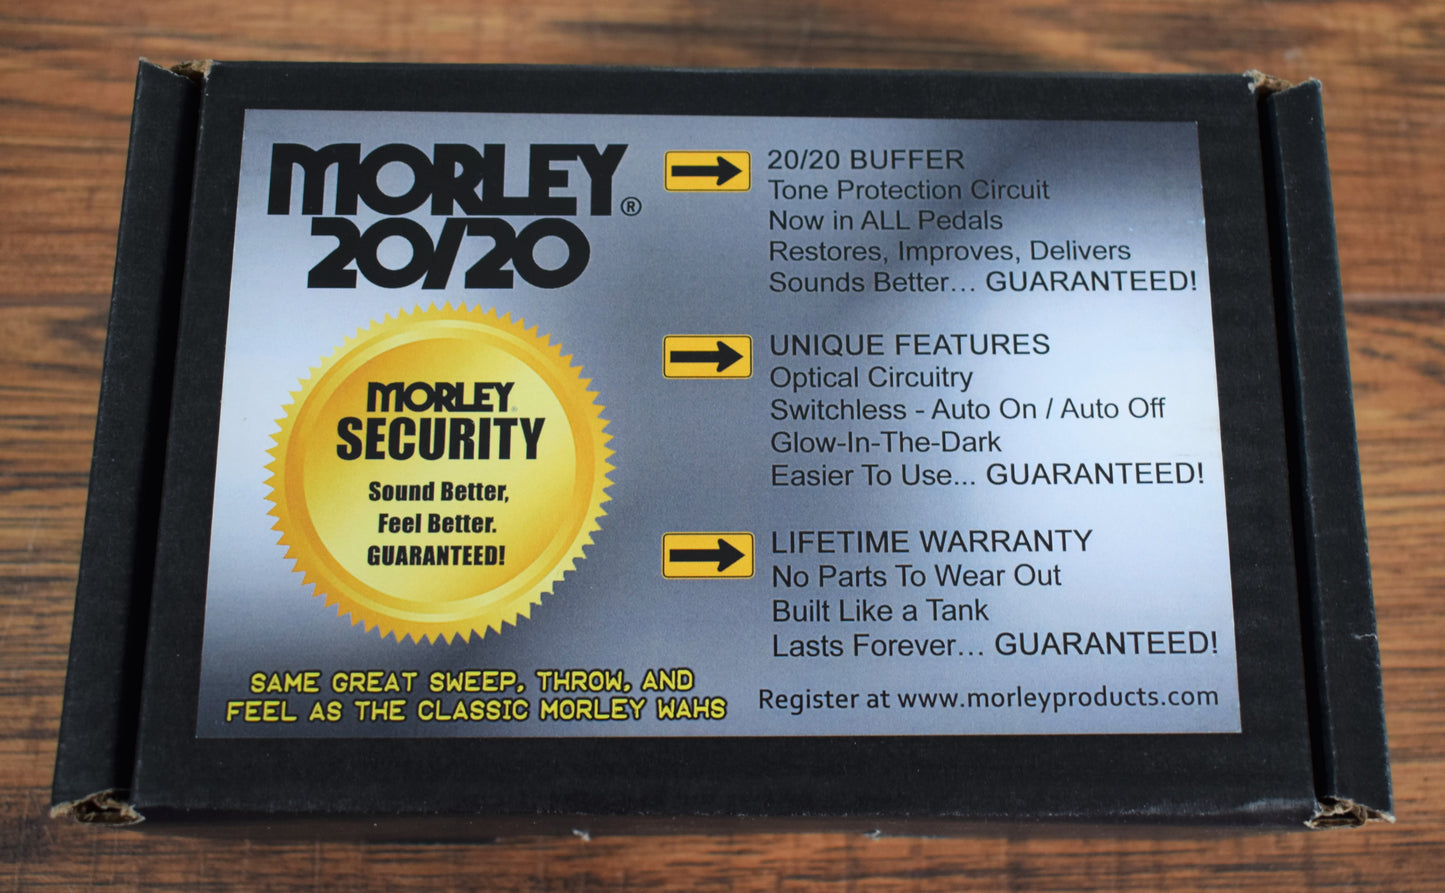 MORLEY®
20/20
MORLEY
SECURITY
Sound Better,
Feel Better.
GUARANTEED!
SAME GREAT SWEEP, THROW, AND
FEEL AS THE CLASSIC MORLEY WAHS
20/20 BUFFER
Tone Protection Circuit
Now in ALL Pedals
Restores, Improves, Delivers
Sounds Better... GUARANTEED!
UNIQUE FEATURES
Optical Circuitry
Switchless - Auto On / Auto Off
Glow-In-The-Dark
Easier To Use... GUARANTEED!
LIFETIME WARRANTY
No Parts To Wear Out
Built Like a Tank
Lasts Forever... GUARANTEED!
Register at www.morleyproducts.com